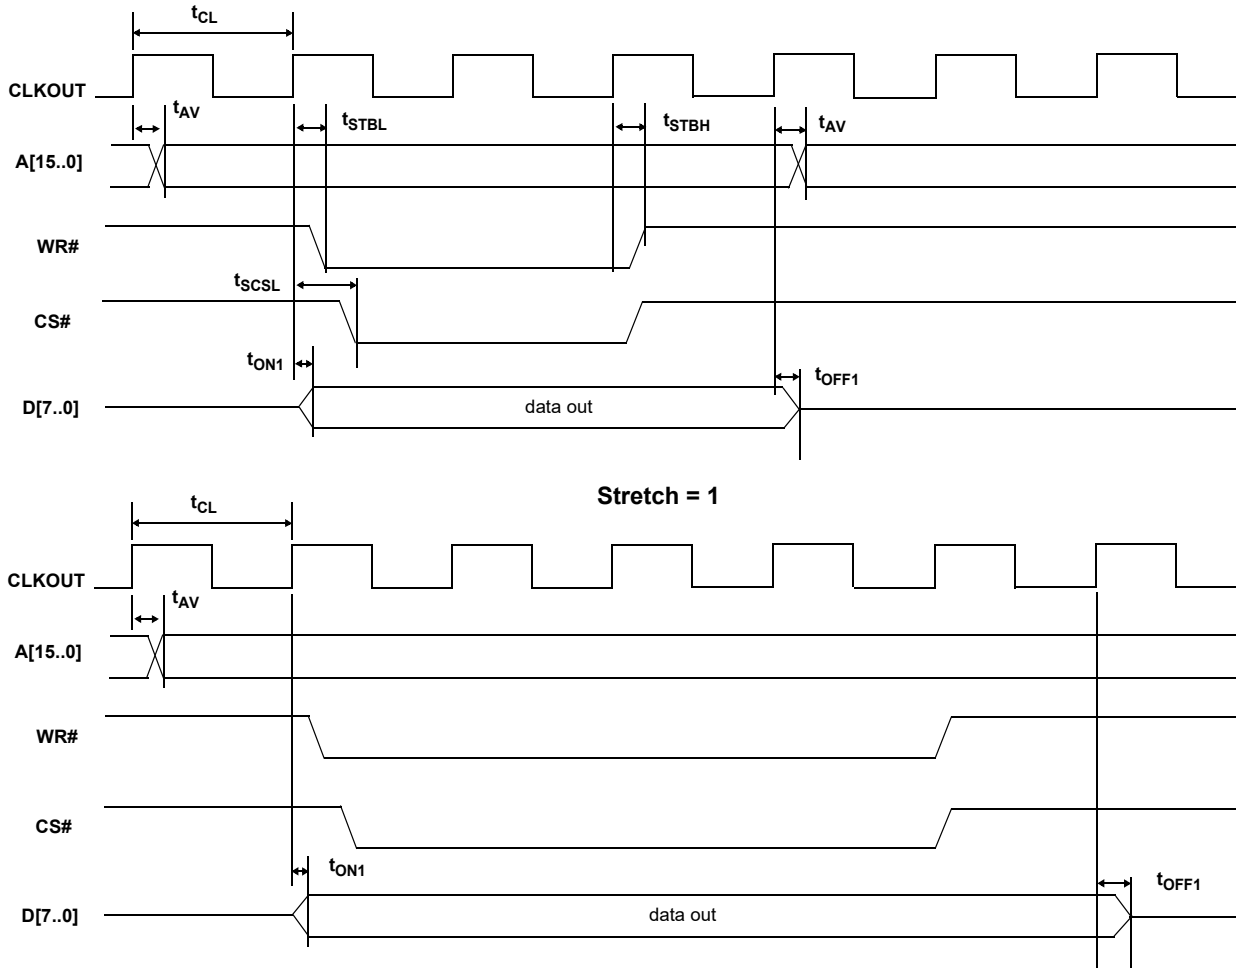 tCL
CLKOUT
tAV
tSTBL
tSTBH
tAV
A[15..0]
WR#
tSCSL
CS#
tON1
tOFF1
D[7..0]
data out
Stretch = 1
tCL
CLKOUT
tAV
A[15..0]
WR#
CS#
tON1
tOFF1
D[7..0]
data out